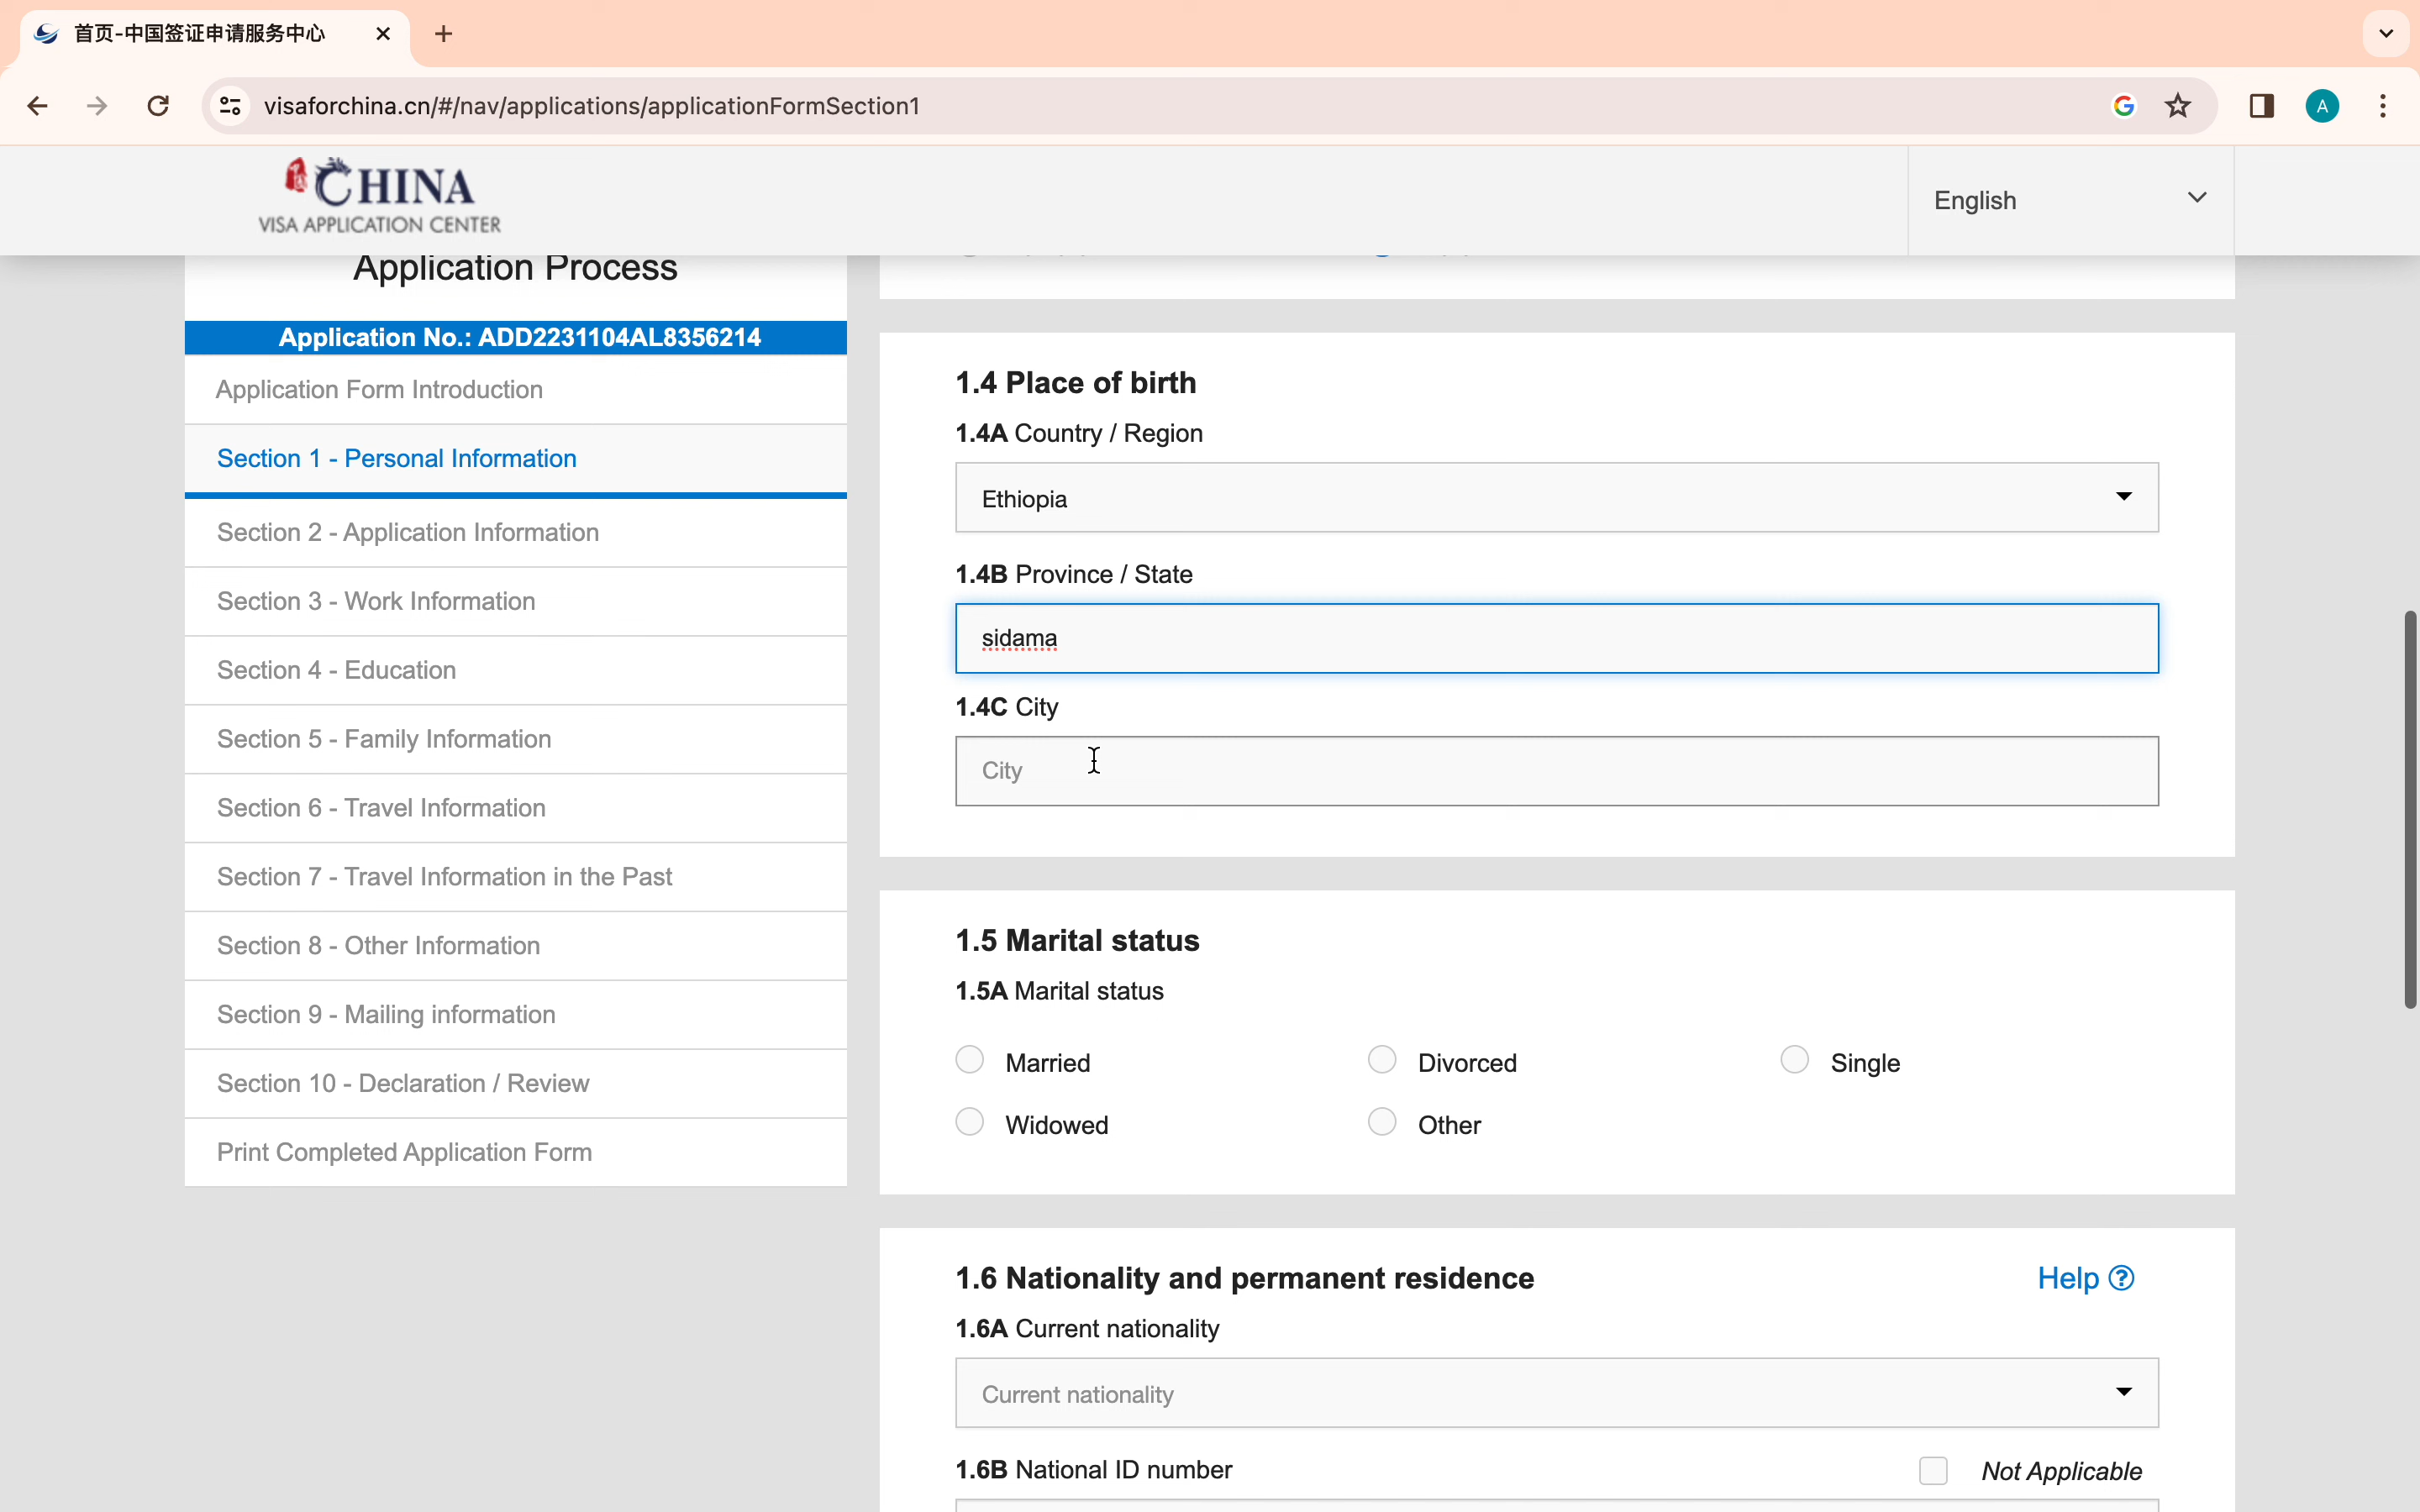 首页-中国签证申请服务中心
visaforchina.cn/#/nav/applications/applicationFormSection1
A
CHINA
VISA APPLICATION CENTER
English
Application Process
Application No.: ADD2231104AL8356214
Application Form Introduction
Section 1 - Personal Information
Section 2 - Application Information
Section 3 - Work Information
Section 4 - Education
Section 5 - Family Information
Section 6 - Travel Information
Section 7 - Travel Information in the Past
Section 8 - Other Information
Section 9 - Mailing information
Section 10 - Declaration / Review
Print Completed Application Form
1.4 Place of birth
1.4A Country / Region
Ethiopia
1.4B Province / State
sidama
1.4C City
City
1.5 Marital status
1.5A Marital status
Married
Divorced
Single
Widowed
Other
1.6 Nationality and permanent residence
Help ?
1.6A Current nationality
Current nationality
1.6B National ID number
Not Applicable